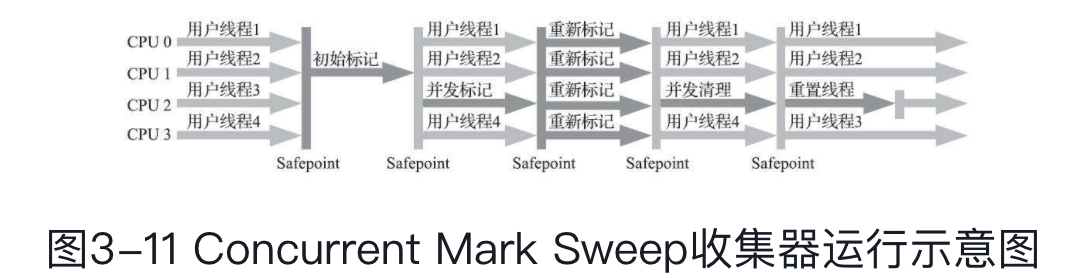 用户线程1 用户线程1 重新标记 用户线程1 用户线程1
CPU 0
用户线程2 初始标记 用户线程2 重新标记 用户线程2 用户线程2
CPU 1
用户线程3 并发标记 重新标记 并发清理 重置线程
CPU 2
用户线程4 用户线程4 重新标记 用户线程4 用户线程3
CPU 3
Safepoint Safepoint Safepoint Safepoint Safepoint
图3-11 Concurrent Mark Sweep收集器运行示意图